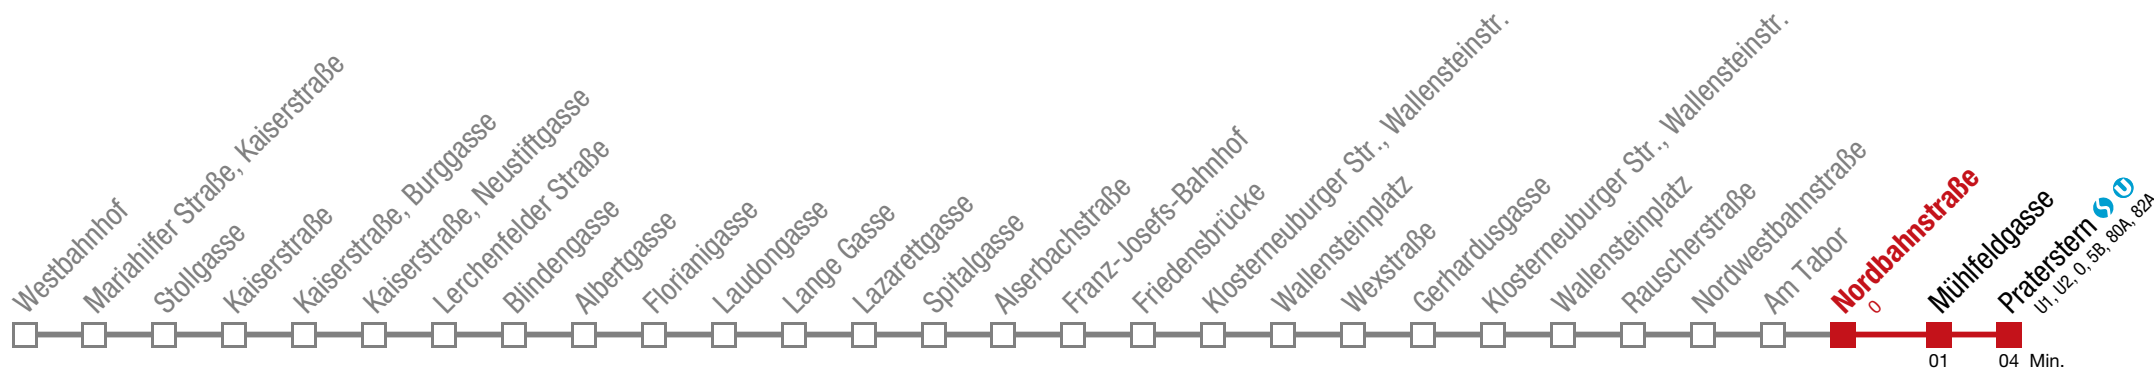 Westbahnhof
Mariahilfer Straße, Kaiserstraße
Stollgasse
Kaiserstraße
Kaiserstraße, Burggasse
Kaiserstraße, Neustiftgasse
Lerchenfelder Straße
Blindengasse
Albertgasse
Florianigasse
Laudongasse
Lange Gasse
Lazarettgasse
Spitalgasse
Alserbachstraße
Franz-Josefs-Bahnhof
Friedensbrücke
Klosterneuburger Str., Wallensteinstr.
Wallensteinplatz
Wexstraße
Gerhardusgasse
Klosterneuburger Str., Wallensteinstr.
Wallensteinplatz
Rauscherstraße
Nordwestbahnstraße
Am Tabor
Nordbahnstraße
0
Mühlfeldgasse
Praterstern S U
U1, U2, O, 5B, 80A, 82A
01
04 Min.